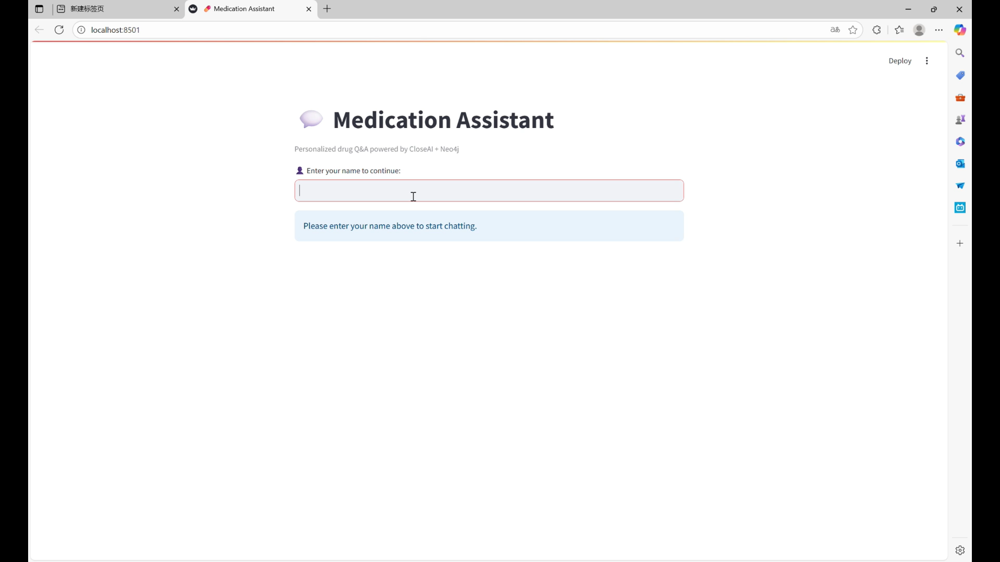 新建标签页
Medication Assistant
localhost:8501
Deploy
Medication Assistant
Personalized drug Q&A powered by CloseAI + Neo4j
Enter your name to continue:
Please enter your name above to start chatting.